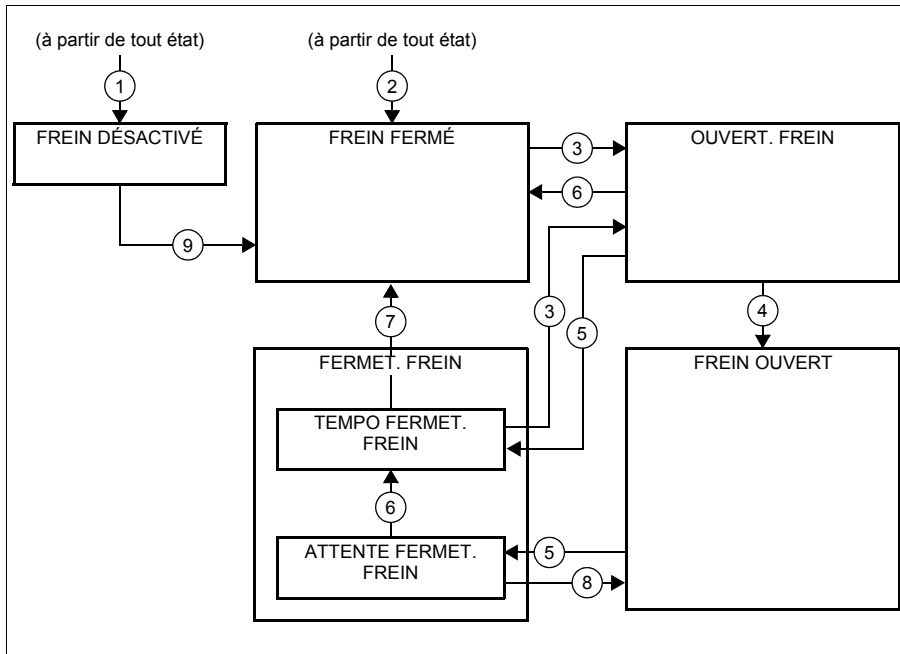 (à partir de tout état)
(à partir de tout état)
1
2
FREIN DÉSACTIVÉ
FREIN FERMÉ
OUVERT. FREIN
3
6
9
7
3
5
4
FERMET. FREIN
FREIN OUVERT
TEMPO FERMET.
FREIN
6
ATTENTE FERMET.
FREIN
5
8